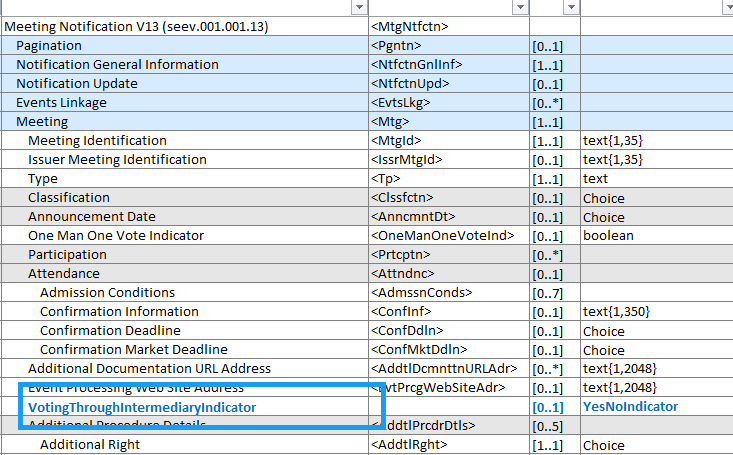 Meeting Notification V13 (seev.001.001.13) <MtgNtfctn>
Pagination <Pgntn> [0..1]
Notification General Information <NtfctnGnlInf> [1..1]
Notification Update <NtfctnUpd> [0..1]
Events Linkage <EvtsLkg> [0..*]
Meeting <Mtg> [1..1]
Meeting Identification <MtgId> [1..1] text{1,35}
Issuer Meeting Identification <IssrMtgId> [0..1] text{1,35}
Type <Tp> [1..1] text
Classification <Clssfctn> [0..1] Choice
Announcement Date <AnncmntDt> [0..1] Choice
One Man One Vote Indicator <OneManOneVoteInd> [0..1] boolean
Participation <Prtcptn> [0..*]
Attendance <Attndnc> [0..1]
Admission Conditions <AdmssnConds> [0..7]
Confirmation Information <ConfInf> [0..1] text{1,350}
Confirmation Deadline <ConfDdln> [0..1] Choice
Confirmation Market Deadline <ConfMktDdln> [0..1] Choice
Additional Documentation URL Address <AddtlDcmnttnURLAdr> [0..*] text{1,2048}
Event Processing Web Site Address <EvtPrcgWebSiteAdr> [0..1] text{1,2048}
VotingThroughIntermediaryIndicator [0..1] YesNoIndicator
Additional Procedure Details <AddtlPrcdrDtls> [0..5]
Additional Right <AddtlRght> [1..1] Choice